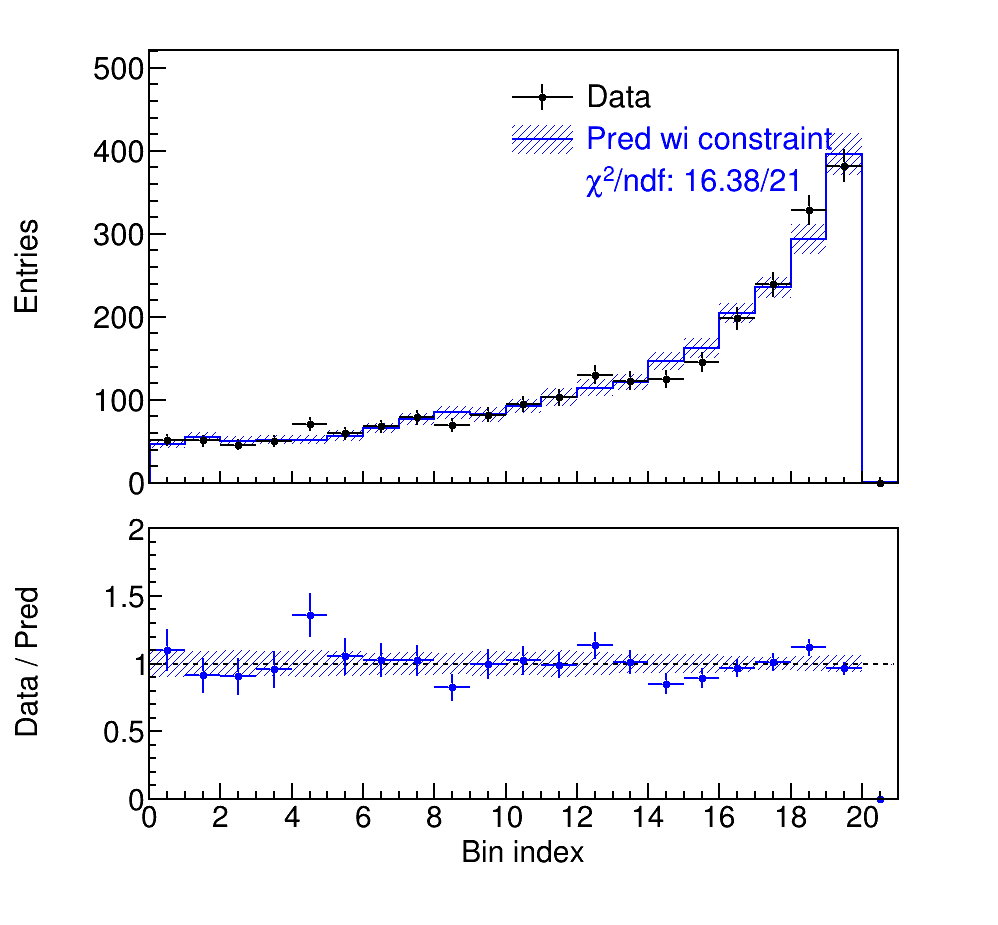 500
400
300
200
100
0
Entries
Data
Pred wi constraint
χ²/ndf: 16.38/21
2
1.5
1
0.5
0
Data / Pred
0 2 4 6 8 10 12 14 16 18 20
Bin index